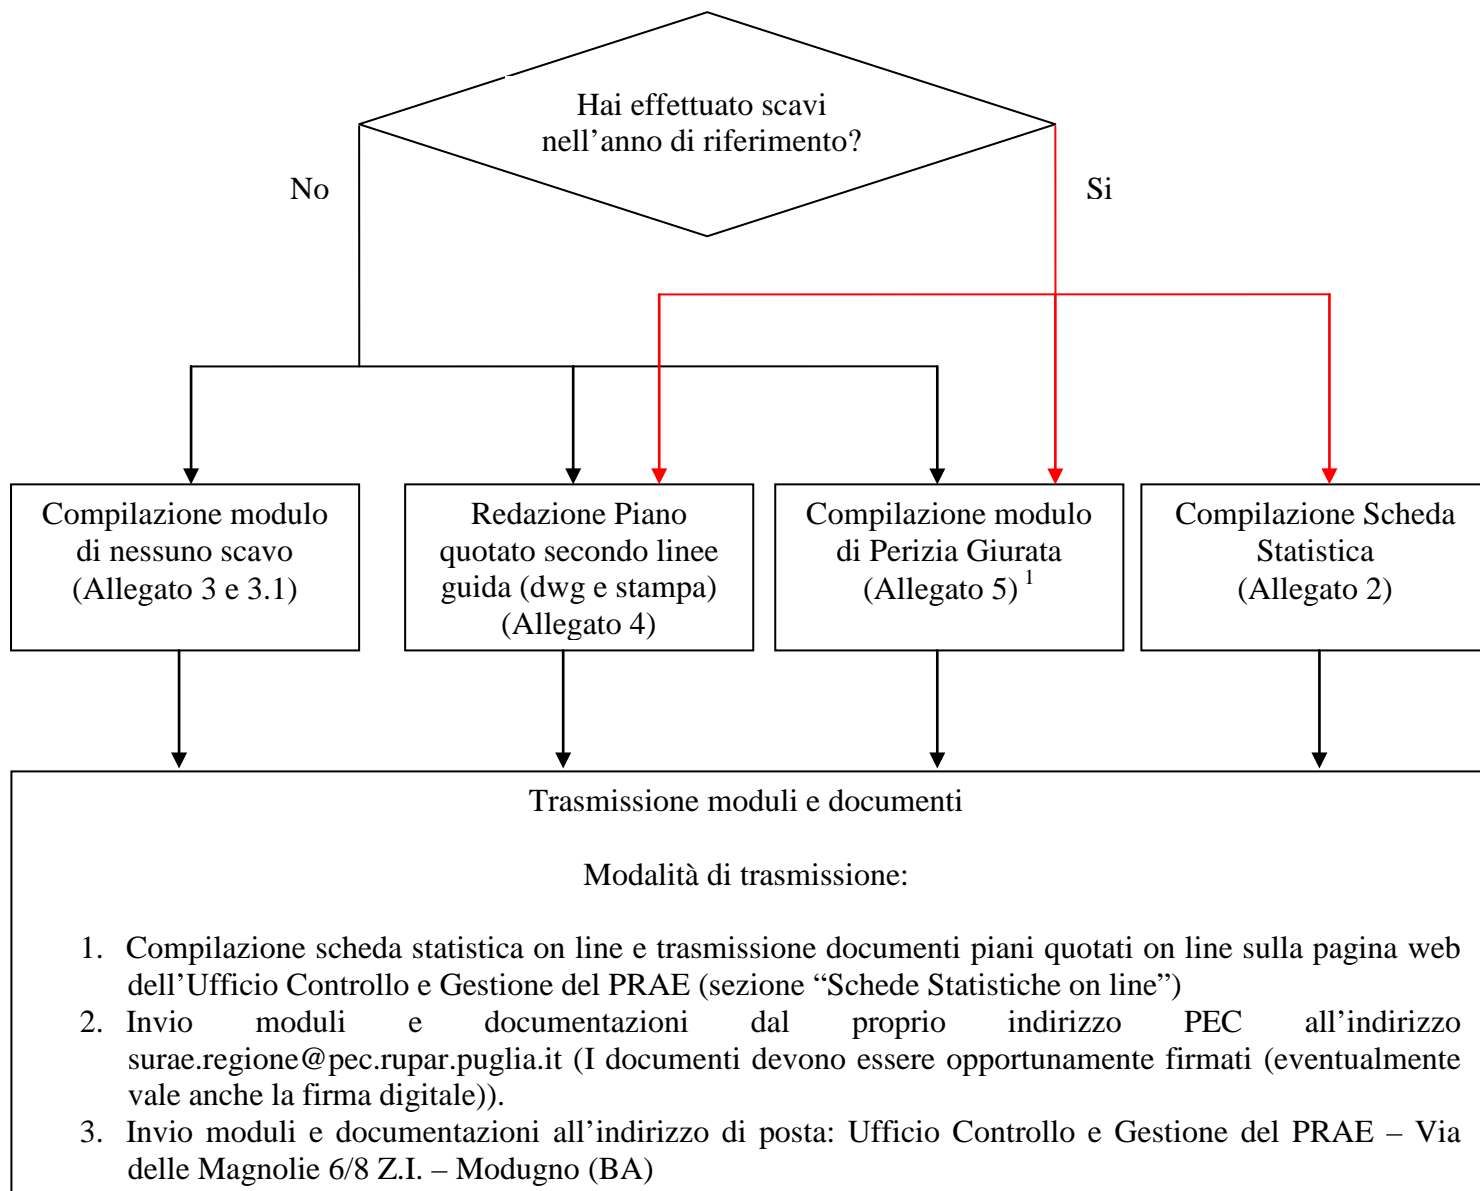 Hai effettuato scavi
nell’anno di riferimento?
No
Si
Compilazione modulo
di nessuno scavo
(Allegato 3 e 3.1)
Redazione Piano
quotato secondo linee
guida (dwg e stampa)
(Allegato 4)
Compilazione modulo
di Perizia Giurata
(Allegato 5) 1
Compilazione Scheda
Statistica
(Allegato 2)
Trasmissione moduli e documenti
Modalità di trasmissione:
1. Compilazione scheda statistica on line e trasmissione documenti piani quotati on line sulla pagina web
dell’Ufficio Controllo e Gestione del PRAE (sezione “Schede Statistiche on line”)
2. Invio moduli e documentazioni dal proprio indirizzo PEC all’indirizzo
surae.regione@pec.rupar.puglia.it (I documenti devono essere opportunamente firmati (eventualmente
vale anche la firma digitale)).
3. Invio moduli e documentazioni all’indirizzo di posta: Ufficio Controllo e Gestione del PRAE – Via
delle Magnolie 6/8 Z.I. – Modugno (BA)